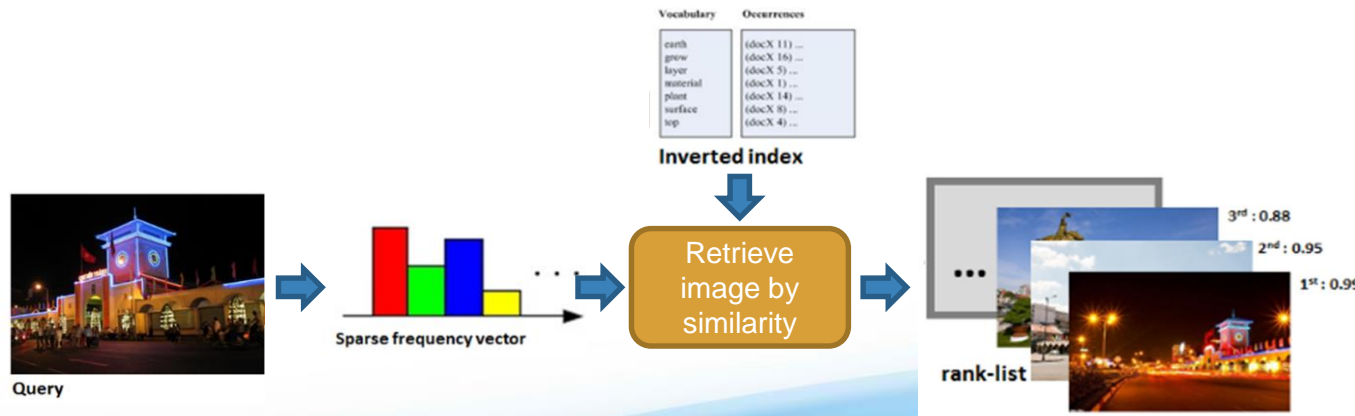 Vocabulary Occurrences
earth (docX 11) ...
grow (docX 16) ...
layer (docX 5) ...
material (docX 1) ...
plant (docX 14) ...
surface (docX 8) ...
top (docX 4) ...
Inverted index
Query
Sparse frequency vector
. . .
Retrieve
image by
similarity
...
3rd : 0.88
2nd : 0.95
1st : 0.99
rank-list